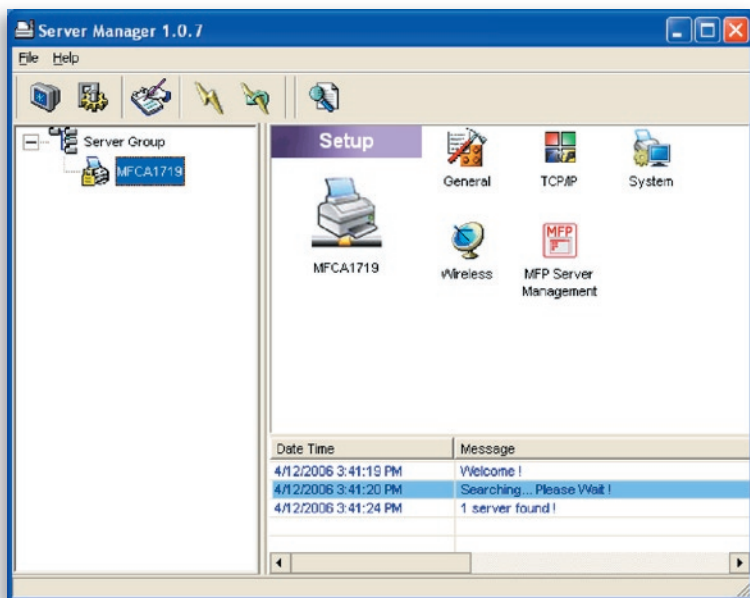 Server Manager 1.0.7
File Help
Server Group
MFCA1719
Setup
MFCA1719
General
TCP/IP
System
Wireless
MFP
MFP Server
Management
Date Time Message
4/12/2006 3:41:19 PM Welcome !
4/12/2006 3:41:20 PM Searching... Please Wait !
4/12/2006 3:41:24 PM 1 server found !